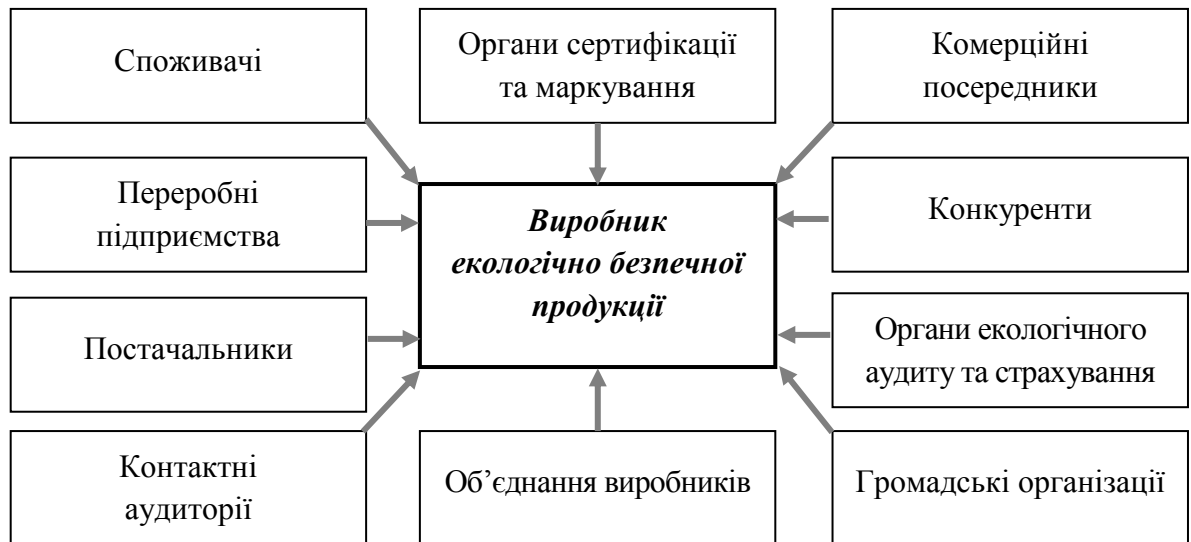 Споживачі
Органи сертифікації
та маркування
Комерційні
посередники
Переробні
підприємства
Виробник
екологічно безпечної
продукції
Конкуренти
Постачальники
Органи екологічного
аудиту та страхування
Контактні
аудиторії
Об’єднання виробників
Громадські організації